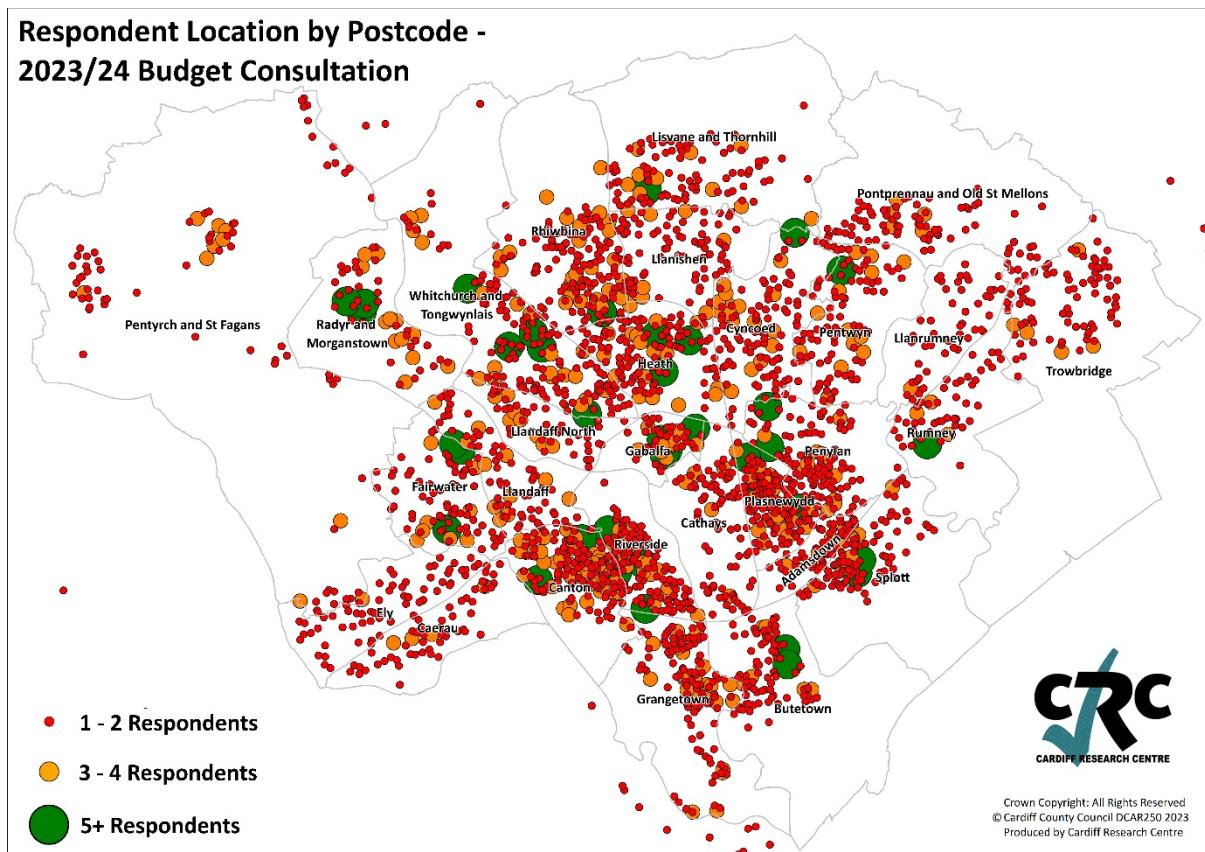 Respondent Location by Postcode -
2023/24 Budget Consultation
Lisvane and Thornhill
Pontprennau and Old St Mellons
Rhiwbina
Llanishen
Whitchurch and
Tongwynlais
Pentyrch and St Fagans
Radyr and
Morganstown
Cyncoed
Pentwyn
Llanrumney
Heath
Trowbridge
Llandaff North
Rumney
Gabalfa
Penylan
Fairwater
Llandaff
Plasnewydd
Cathays
Riverside
Adamsdown
Splott
Canton
Ely
Caerau
Grangetown
Butetown
1 - 2 Respondents
3 - 4 Respondents
5+ Respondents
CRC
CARDIFF RESEARCH CENTRE
Crown Copyright: All Rights Reserved
© Cardiff County Council DCAR250 2023
Produced by Cardiff Research Centre